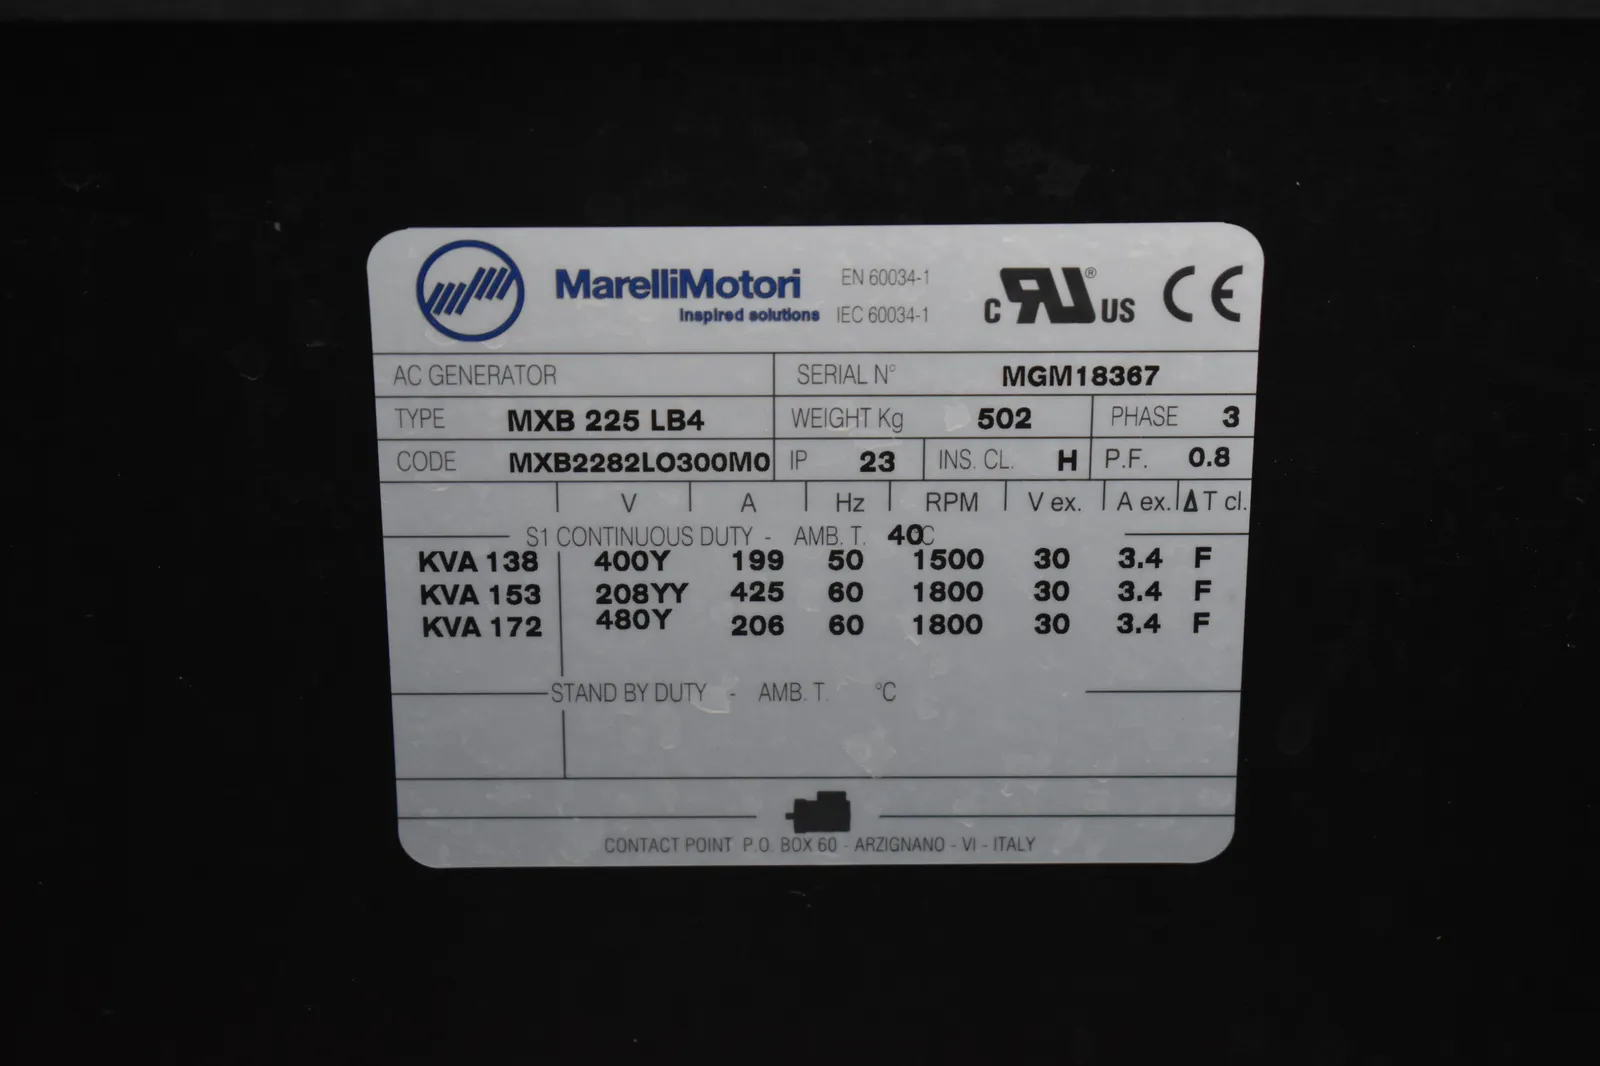 MarelliMotori EN 60034-1
Inspired solutions IEC 60034-1
C RU ® US CE
AC GENERATOR SERIAL N° MGM18367
TYPE MXB 225 LB4 WEIGHT Kg 502 PHASE 3
CODE MXB2282LO300M0 IP 23 INS. CL. H P.F. 0.8
V A Hz RPM V ex. A ex. Δ T cl.
S1 CONTINUOUS DUTY - AMB. T. 40°C
KVA 138 400Y 199 50 1500 30 3.4 F
KVA 153 208YY 425 60 1800 30 3.4 F
KVA 172 480Y 206 60 1800 30 3.4 F
STAND BY DUTY - AMB. T. °C
CONTACT POINT P.O. BOX 60 - ARZIGNANO - VI - ITALY